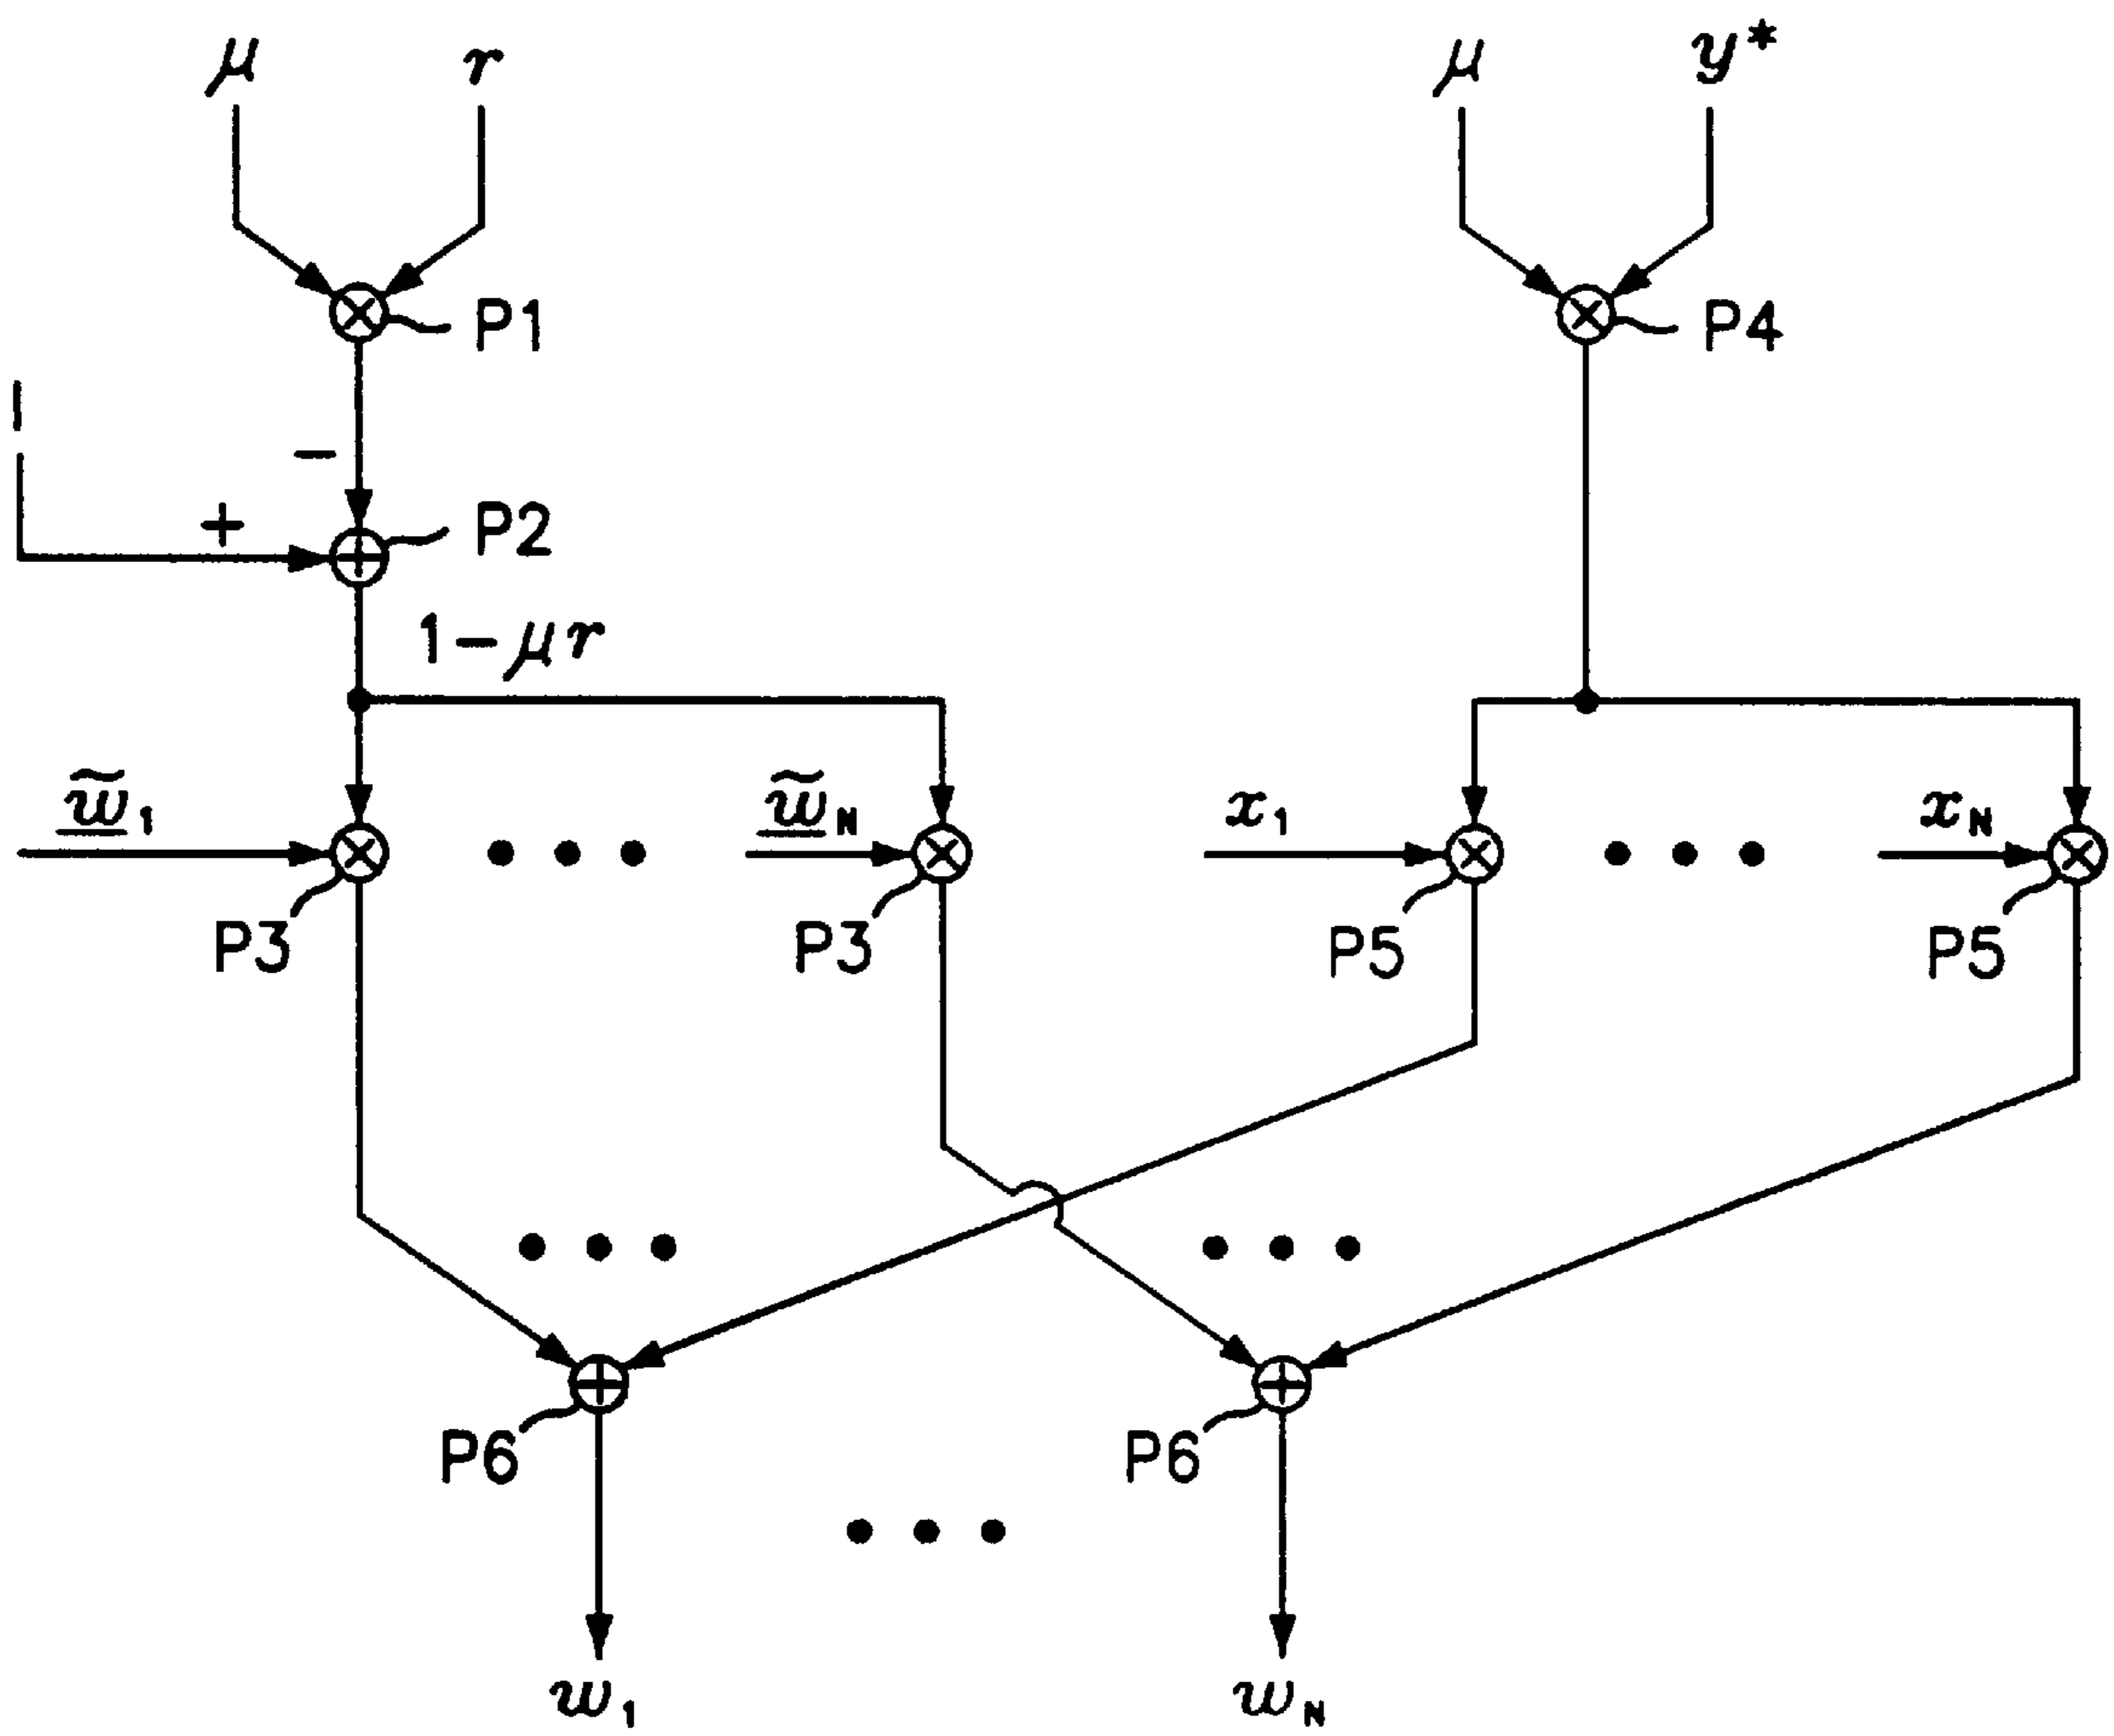 μ r μ y*
P1 P4
1
−
+ P2
1−μr
w̲̃₁ w̲̃N x₁ xN
P3 P3 P5 P5
P6 P6
w₁ wN